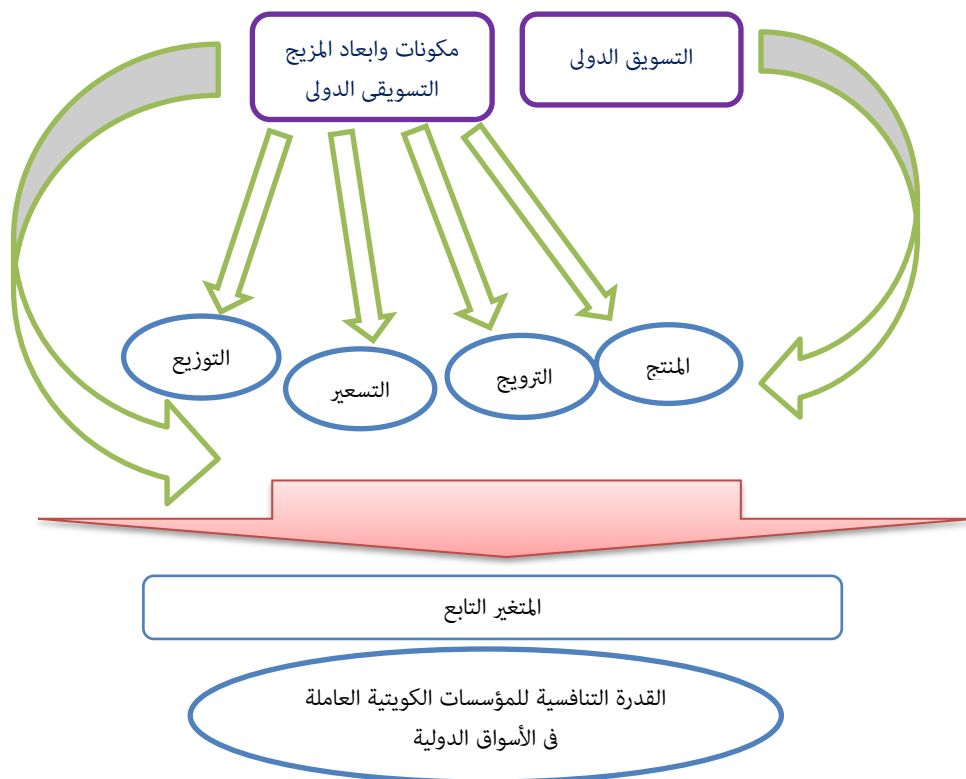 التسويق الدولى
مكونات وابعاد المزيج
التسويقى الدولى
المنتج
الترويج
التسعير
التوزيع
المتغير التابع
القدرة التنافسية للمؤسسات الكويتية العاملة
فى الأسواق الدولية